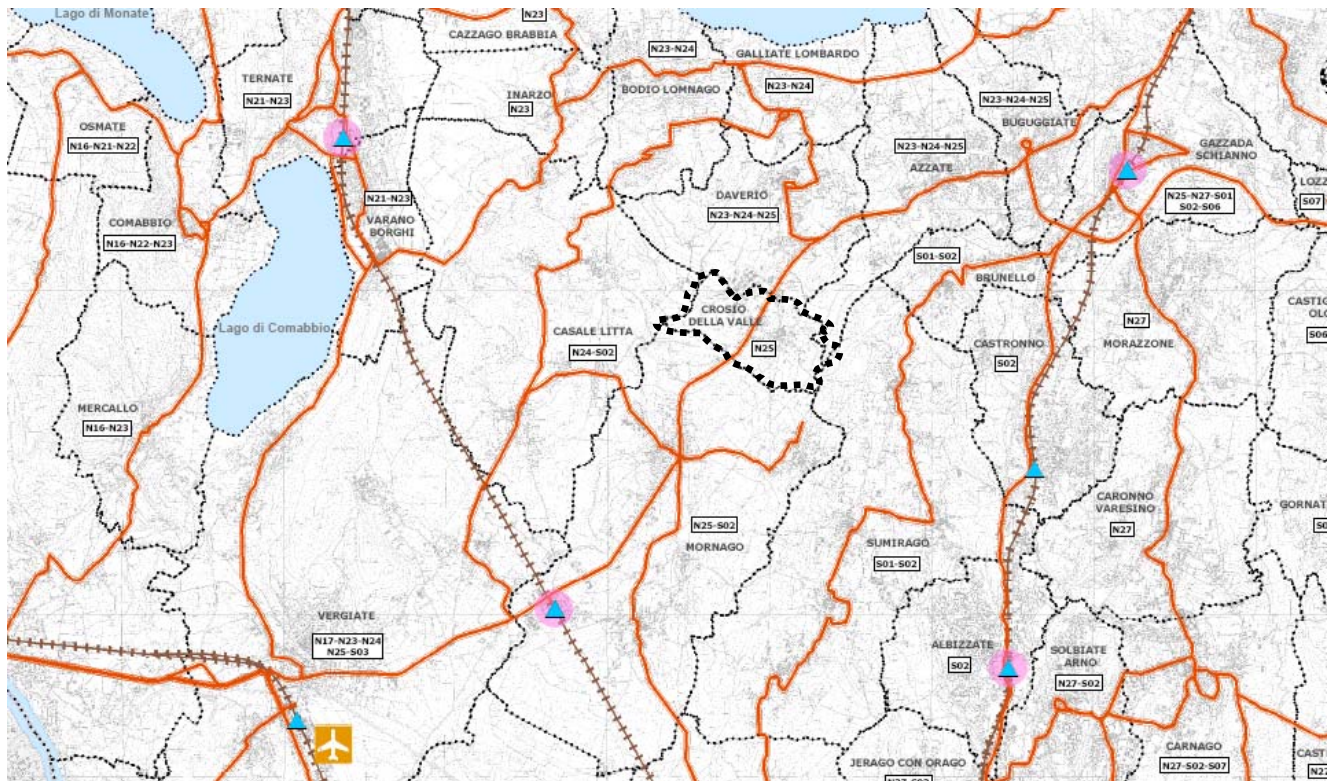 Lago di Monate
N23
CAZZAGO BRABBIA
N23-N24
GALLIATE LOMBARDO
N23-N24
TERNATE
N21-N23
BODIO LOMNAGO
INARZO
N23
N23-N24-N25
BUGUGGIATE
OSMATE
N16-N21-N22
N23-N24-N25
AZZATE
GAZZADA
SCHIANNO
N25-N27-S01
S02-S06
LOZZ
S07
N21-N23
VARANO
BORGHI
DAVERIO
N23-N24-N25
COMABBIO
N16-N22-N23
S01-S02
BRUNELLO
Lago di Comabbio
CROSIO
DELLA VALLE
N25
CASALE LITTA
N24-S02
CASTRONNO
S02
N27
MORAZZONE
CASTIG
OLO
S06
MERCALLO
N16-N23
CARONNO
VARESINO
N27
GORNAT
N25-S02
MORNAGO
SUMIRAGO
S01-S02
VERGIATE
N17-N23-N24
N25-S03
ALBIZZATE
S02
SOLBIATE
ARNO
N27-S02
JERAGO CON ORAGO
CARNAGO
N27-S02-S07